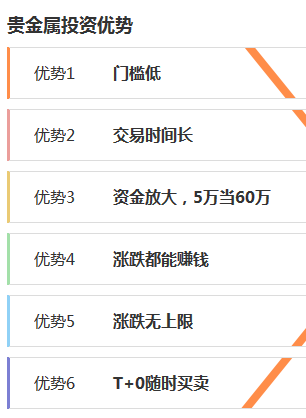 贵金属投资优势
优势1 门槛低
优势2 交易时间长
优势3 资金放大，5万当60万
优势4 涨跌都能赚钱
优势5 涨跌无上限
优势6 T+0随时买卖